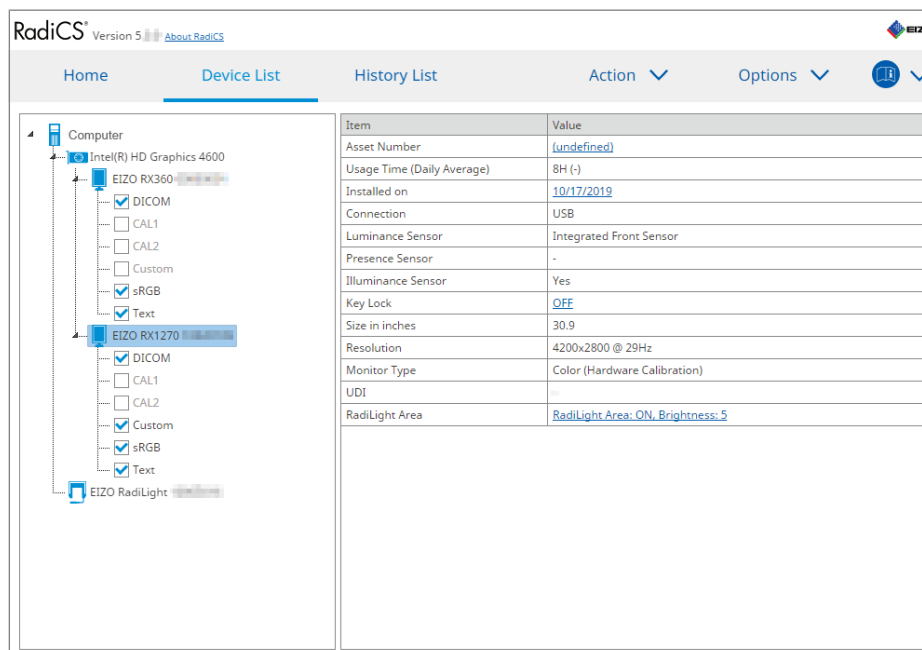 RadiCS® Version 5. About RadiCS
EIZ
Home Device List History List Action Options
Computer
Intel(R) HD Graphics 4600
EIZO RX360
DICOM
CAL1
CAL2
Custom
sRGB
Text
EIZO RX1270
DICOM
CAL1
CAL2
Custom
sRGB
Text
EIZO RadiLight
Item Value
Asset Number (undefined)
Usage Time (Daily Average) 8H (-)
Installed on 10/17/2019
Connection USB
Luminance Sensor Integrated Front Sensor
Presence Sensor -
Illuminance Sensor Yes
Key Lock OFF
Size in inches 30.9
Resolution 4200x2800 @ 29Hz
Monitor Type Color (Hardware Calibration)
UDI
RadiLight Area RadiLight Area: ON, Brightness: 5